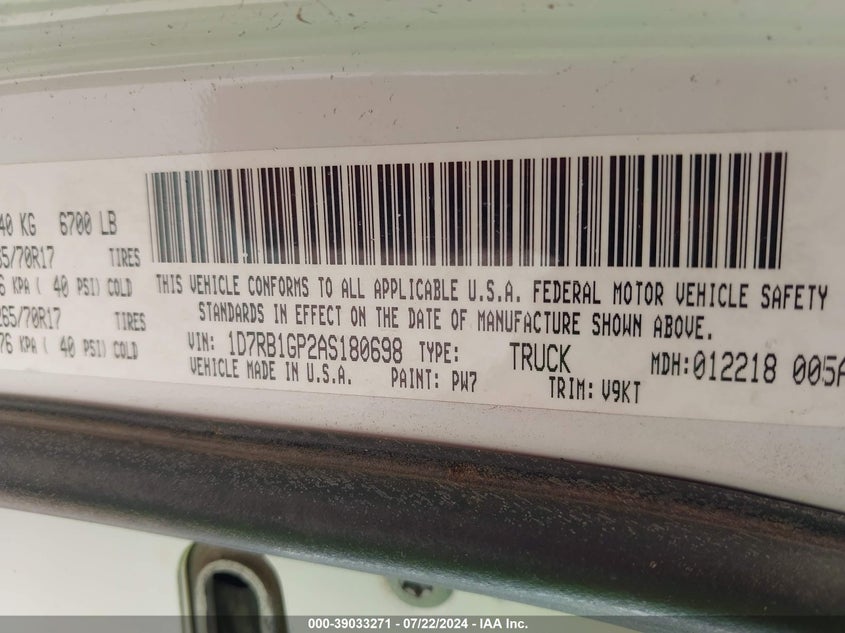 40 KG 6700 LB
5/70R17 TIRES
6 KPA ( 40 PSI) COLD
265/70R17 TIRES
76 KPA ( 40 PSI) COLD
THIS VEHICLE CONFORMS TO ALL APPLICABLE U.S.A. FEDERAL MOTOR VEHICLE SAFETY
STANDARDS IN EFFECT ON THE DATE OF MANUFACTURE SHOWN ABOVE.
VIN: 1D7RB1GP2AS180698 TYPE: TRUCK MDH:012218 005A
VEHICLE MADE IN U.S.A. PAINT: PW7 TRIM: V9KT
000-39033271 - 07/22/2024 - IAA Inc.